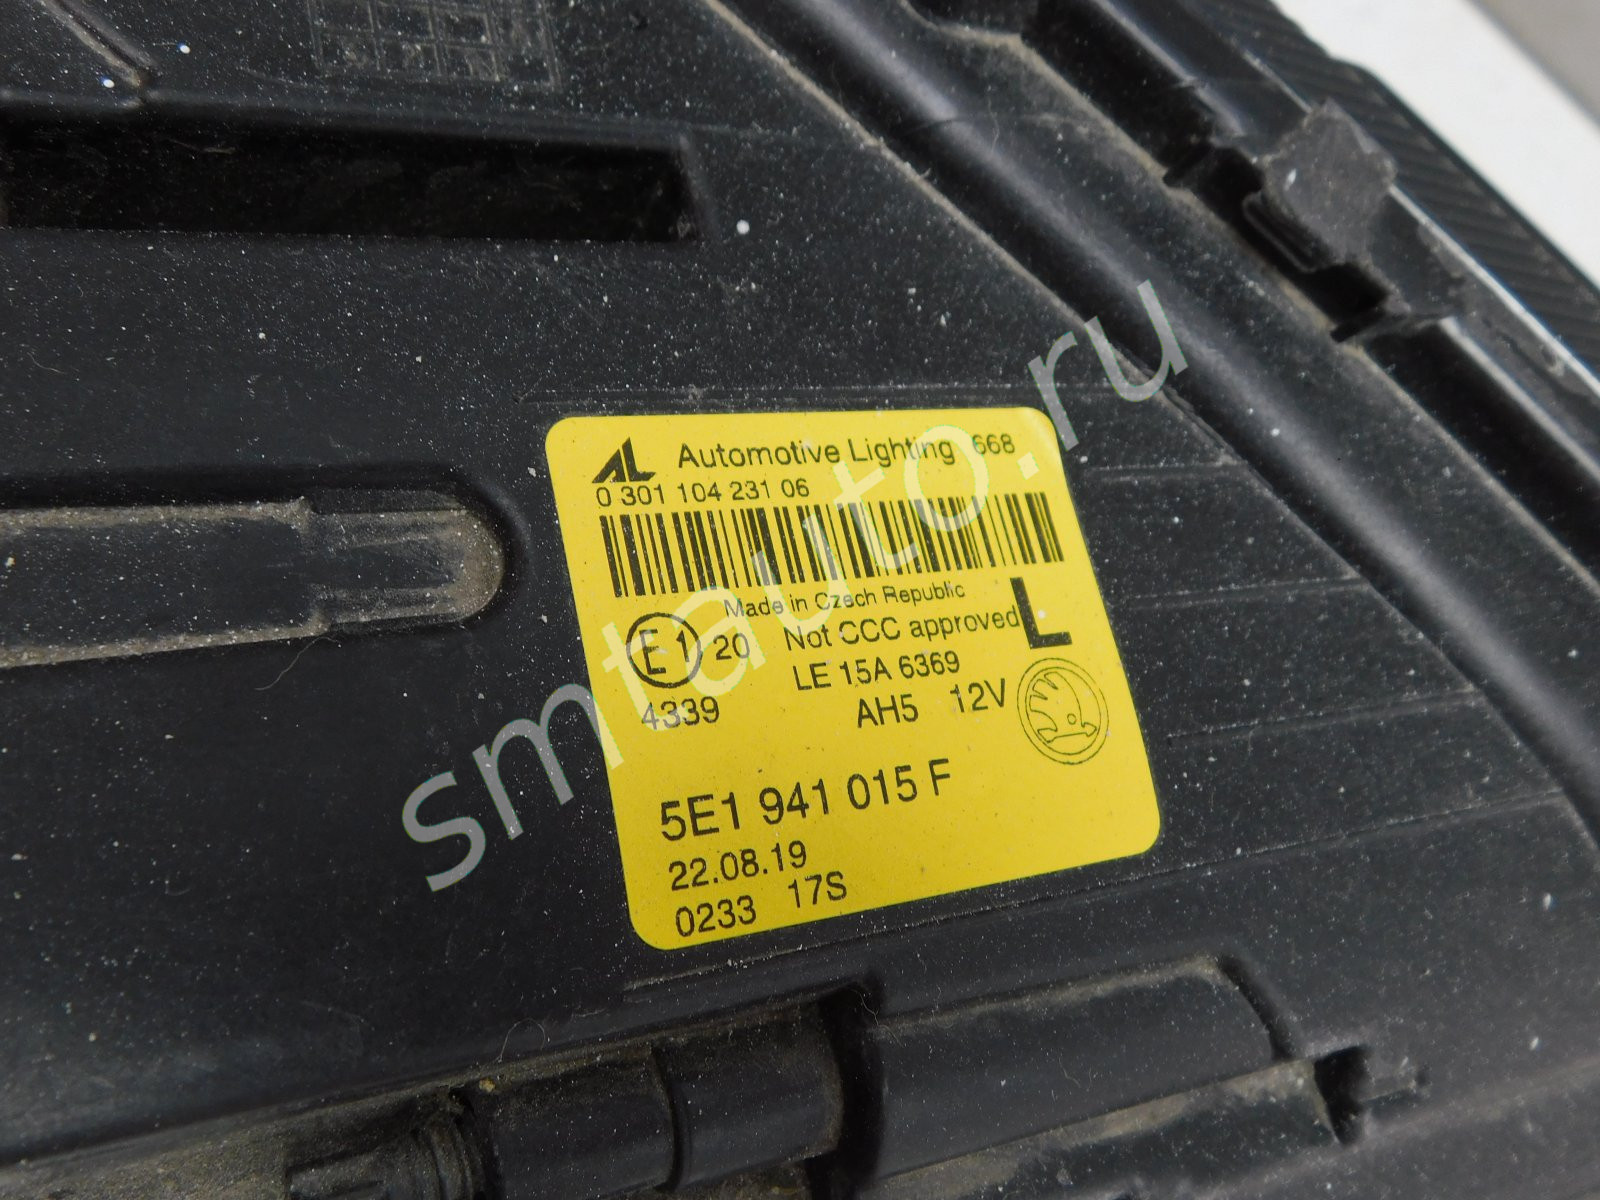 Automotive Lighting 668
0 301 104 231 06
Made in Czech Republic
E1 20 Not CCC approved L
LE 15A 6369
4339 AH5 12V
5E1 941 015 F
22.08.19
0233 17S
smtauto.ru